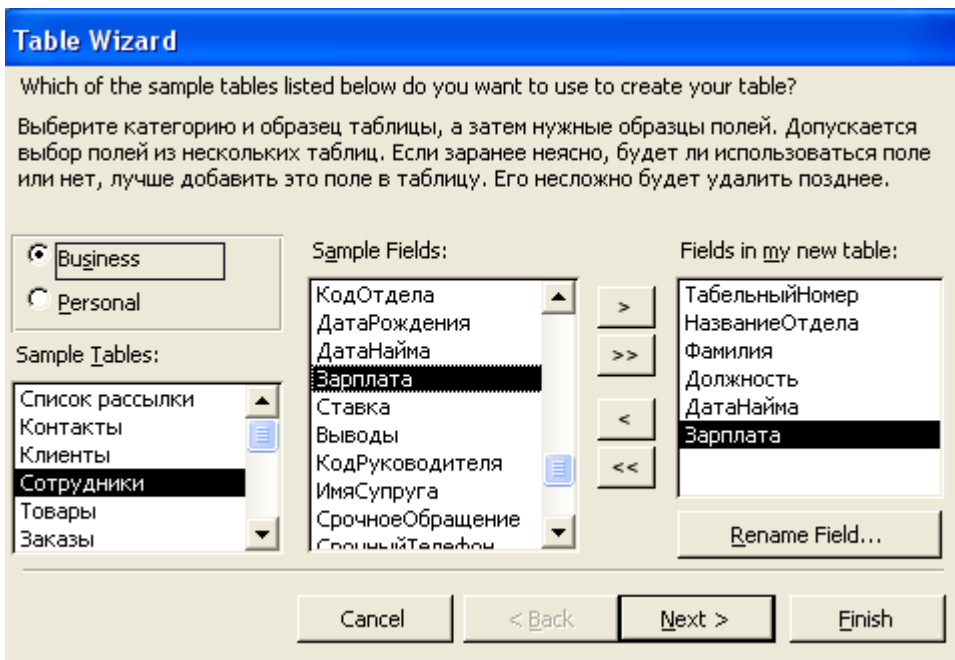 Table Wizard
Which of the sample tables listed below do you want to use to create your table?
Выберите категорию и образец таблицы, а затем нужные образцы полей. Допускается
выбор полей из нескольких таблиц. Если заранее неясно, будет ли использоваться поле
или нет, лучше добавить это поле в таблицу. Его несложно будет удалить позднее.
Business
Personal
Sample Tables:
Список рассылки
Контакты
Клиенты
Сотрудники
Товары
Заказы
Sample Fields:
КодОтдела
ДатаРождения
ДатаНайма
Зарплата
Ставка
Выводы
КодРуководителя
ИмяСупруга
СрочноеОбращение
СрочныйТелефон
>
>>
<
<<
Fields in my new table:
ТабельныйНомер
НазваниеОтдела
Фамилия
Должность
ДатаНайма
Зарплата
Rename Field...
Cancel
< Back
Next >
Finish